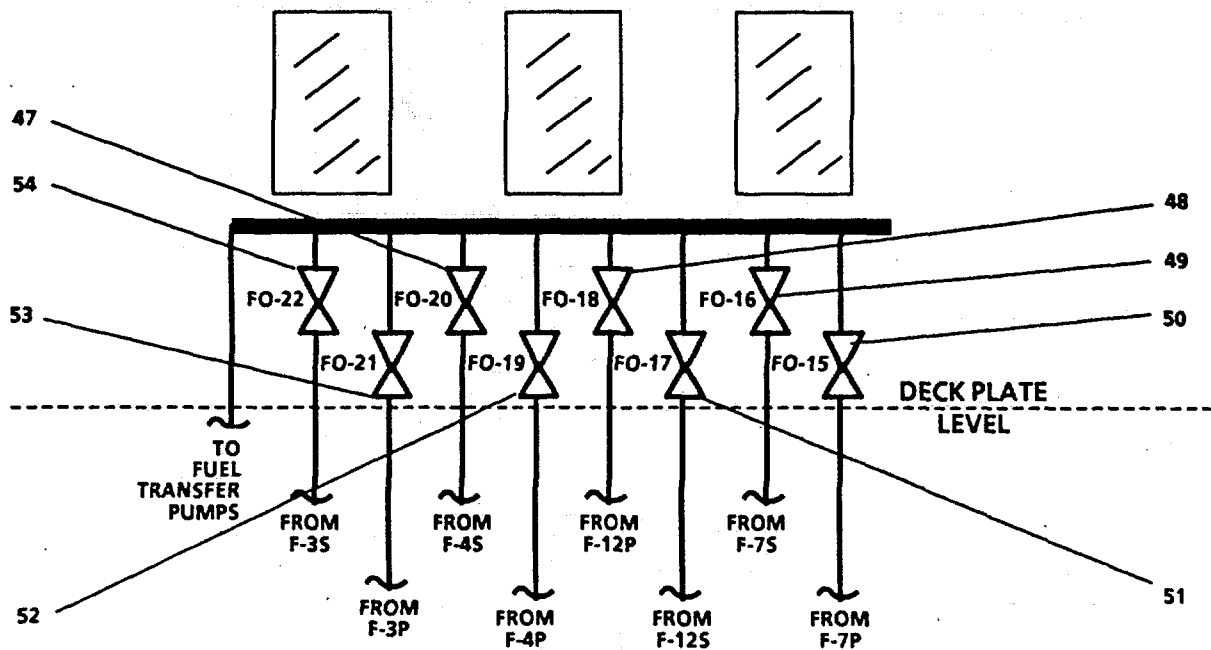 47
54
48
49
FO-22
FO-20
FO-18
FO-16
53
50
FO-21
FO-19
FO-17
FO-15
DECK PLATE
LEVEL
TO
FUEL
TRANSFER
PUMPS
FROM
F-3S
FROM
F-4S
FROM
F-12P
FROM
F-7S
52
51
FROM
F-3P
FROM
F-4P
FROM
F-12S
FROM
F-7P